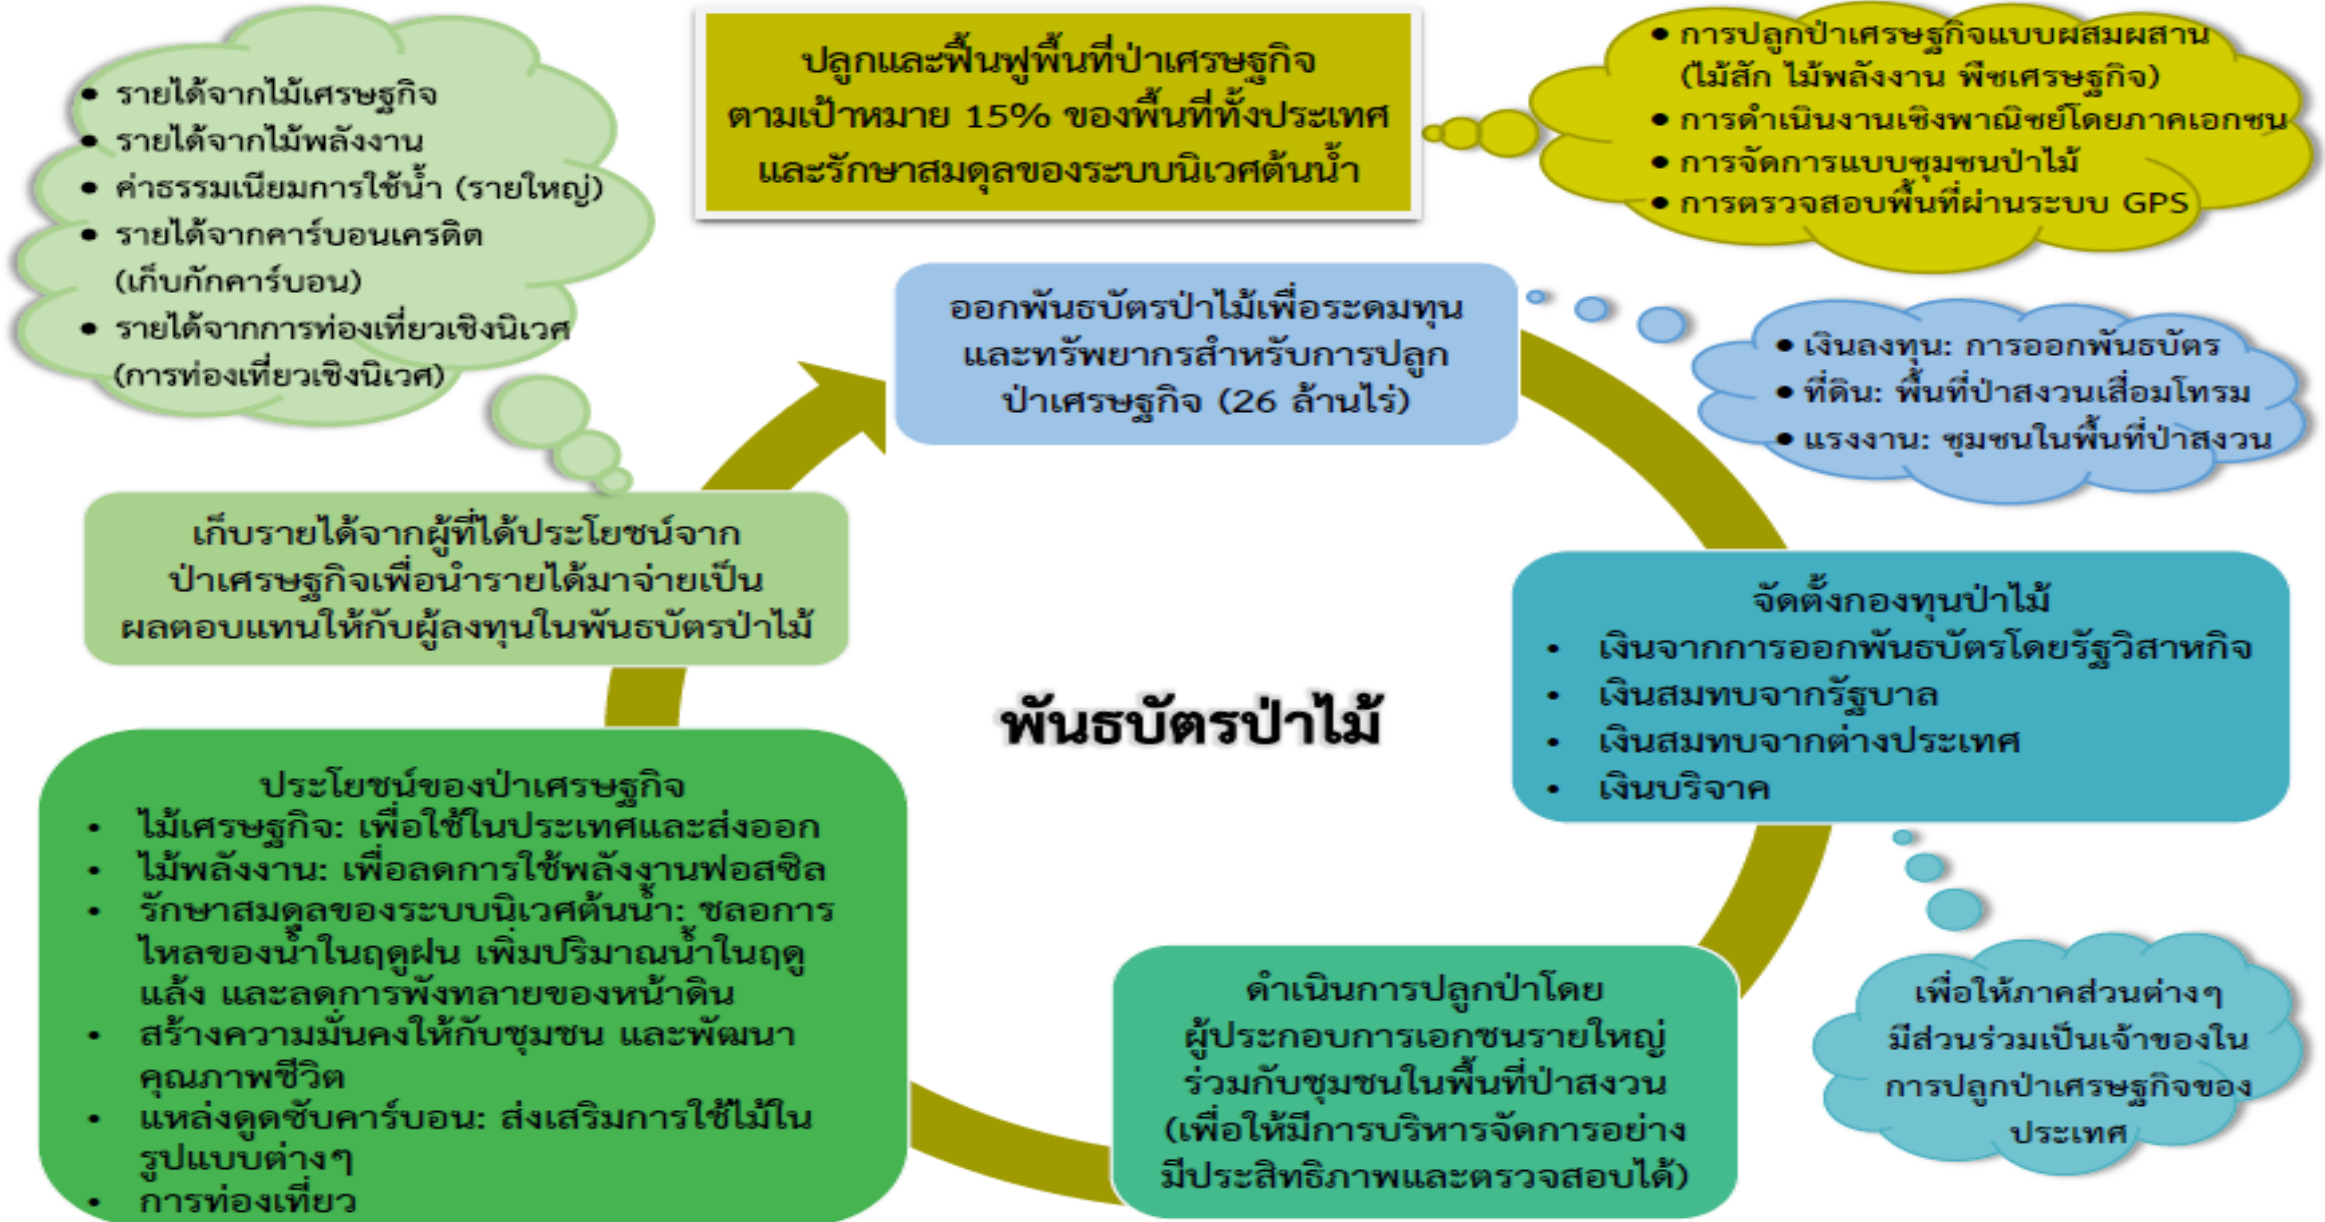 ปลูกและฟื้นฟูพื้นที่ป่าเศรษฐกิจ
ตามเป้าหมาย 15% ของพื้นที่ทั้งประเทศ
และรักษาสมดุลของระบบนิเวศต้นน้ำ
• การปลูกป่าเศรษฐกิจแบบผสมผสาน
(ไม้สัก ไม้พลังงาน พืชเศรษฐกิจ)
• การดำเนินงานเชิงพาณิชย์โดยภาคเอกชน
• การจัดการแบบชุมชนป่าไม้
• การตรวจสอบพื้นที่ผ่านระบบ GPS
ออกพันธบัตรป่าไม้เพื่อระดมทุน
และทรัพยากรสำหรับการปลูก
ป่าเศรษฐกิจ (26 ล้านไร่)
• เงินลงทุน: การออกพันธบัตร
• ที่ดิน: พื้นที่ป่าสงวนเสื่อมโทรม
• แรงงาน: ชุมชนในพื้นที่ป่าสงวน
จัดตั้งกองทุนป่าไม้
• เงินจากการออกพันธบัตรโดยรัฐวิสาหกิจ
• เงินสมทบจากรัฐบาล
• เงินสมทบจากต่างประเทศ
• เงินบริจาค
เพื่อให้ภาคส่วนต่างๆ
มีส่วนร่วมเป็นเจ้าของใน
การปลูกป่าเศรษฐกิจของ
ประเทศ
ดำเนินการปลูกป่าโดย
ผู้ประกอบการเอกชนรายใหญ่
ร่วมกับชุมชนในพื้นที่ป่าสงวน
(เพื่อให้มีการบริหารจัดการอย่าง
มีประสิทธิภาพและตรวจสอบได้)
ประโยชน์ของป่าเศรษฐกิจ
• ไม้เศรษฐกิจ: เพื่อใช้ในประเทศและส่งออก
• ไม้พลังงาน: เพื่อลดการใช้พลังงานฟอสซิล
• รักษาสมดุลของระบบนิเวศต้นน้ำ: ชลอการ
ไหลของน้ำในฤดูฝน เพิ่มปริมาณน้ำในฤดู
แล้ง และลดการพังทลายของหน้าดิน
• สร้างความมั่นคงให้กับชุมชน และพัฒนา
คุณภาพชีวิต
• แหล่งดูดซับคาร์บอน: ส่งเสริมการใช้ไม้ใน
รูปแบบต่างๆ
• การท่องเที่ยว
เก็บรายได้จากผู้ที่ได้ประโยชน์จาก
ป่าเศรษฐกิจเพื่อนำรายได้มาจ่ายเป็น
ผลตอบแทนให้กับผู้ลงทุนในพันธบัตรป่าไม้
• รายได้จากไม้เศรษฐกิจ
• รายได้จากไม้พลังงาน
• ค่าธรรมเนียมการใช้น้ำ (รายใหญ่)
• รายได้จากคาร์บอนเครดิต
(เก็บกักคาร์บอน)
• รายได้จากการท่องเที่ยวเชิงนิเวศ
(การท่องเที่ยวเชิงนิเวศ)
พันธบัตรป่าไม้